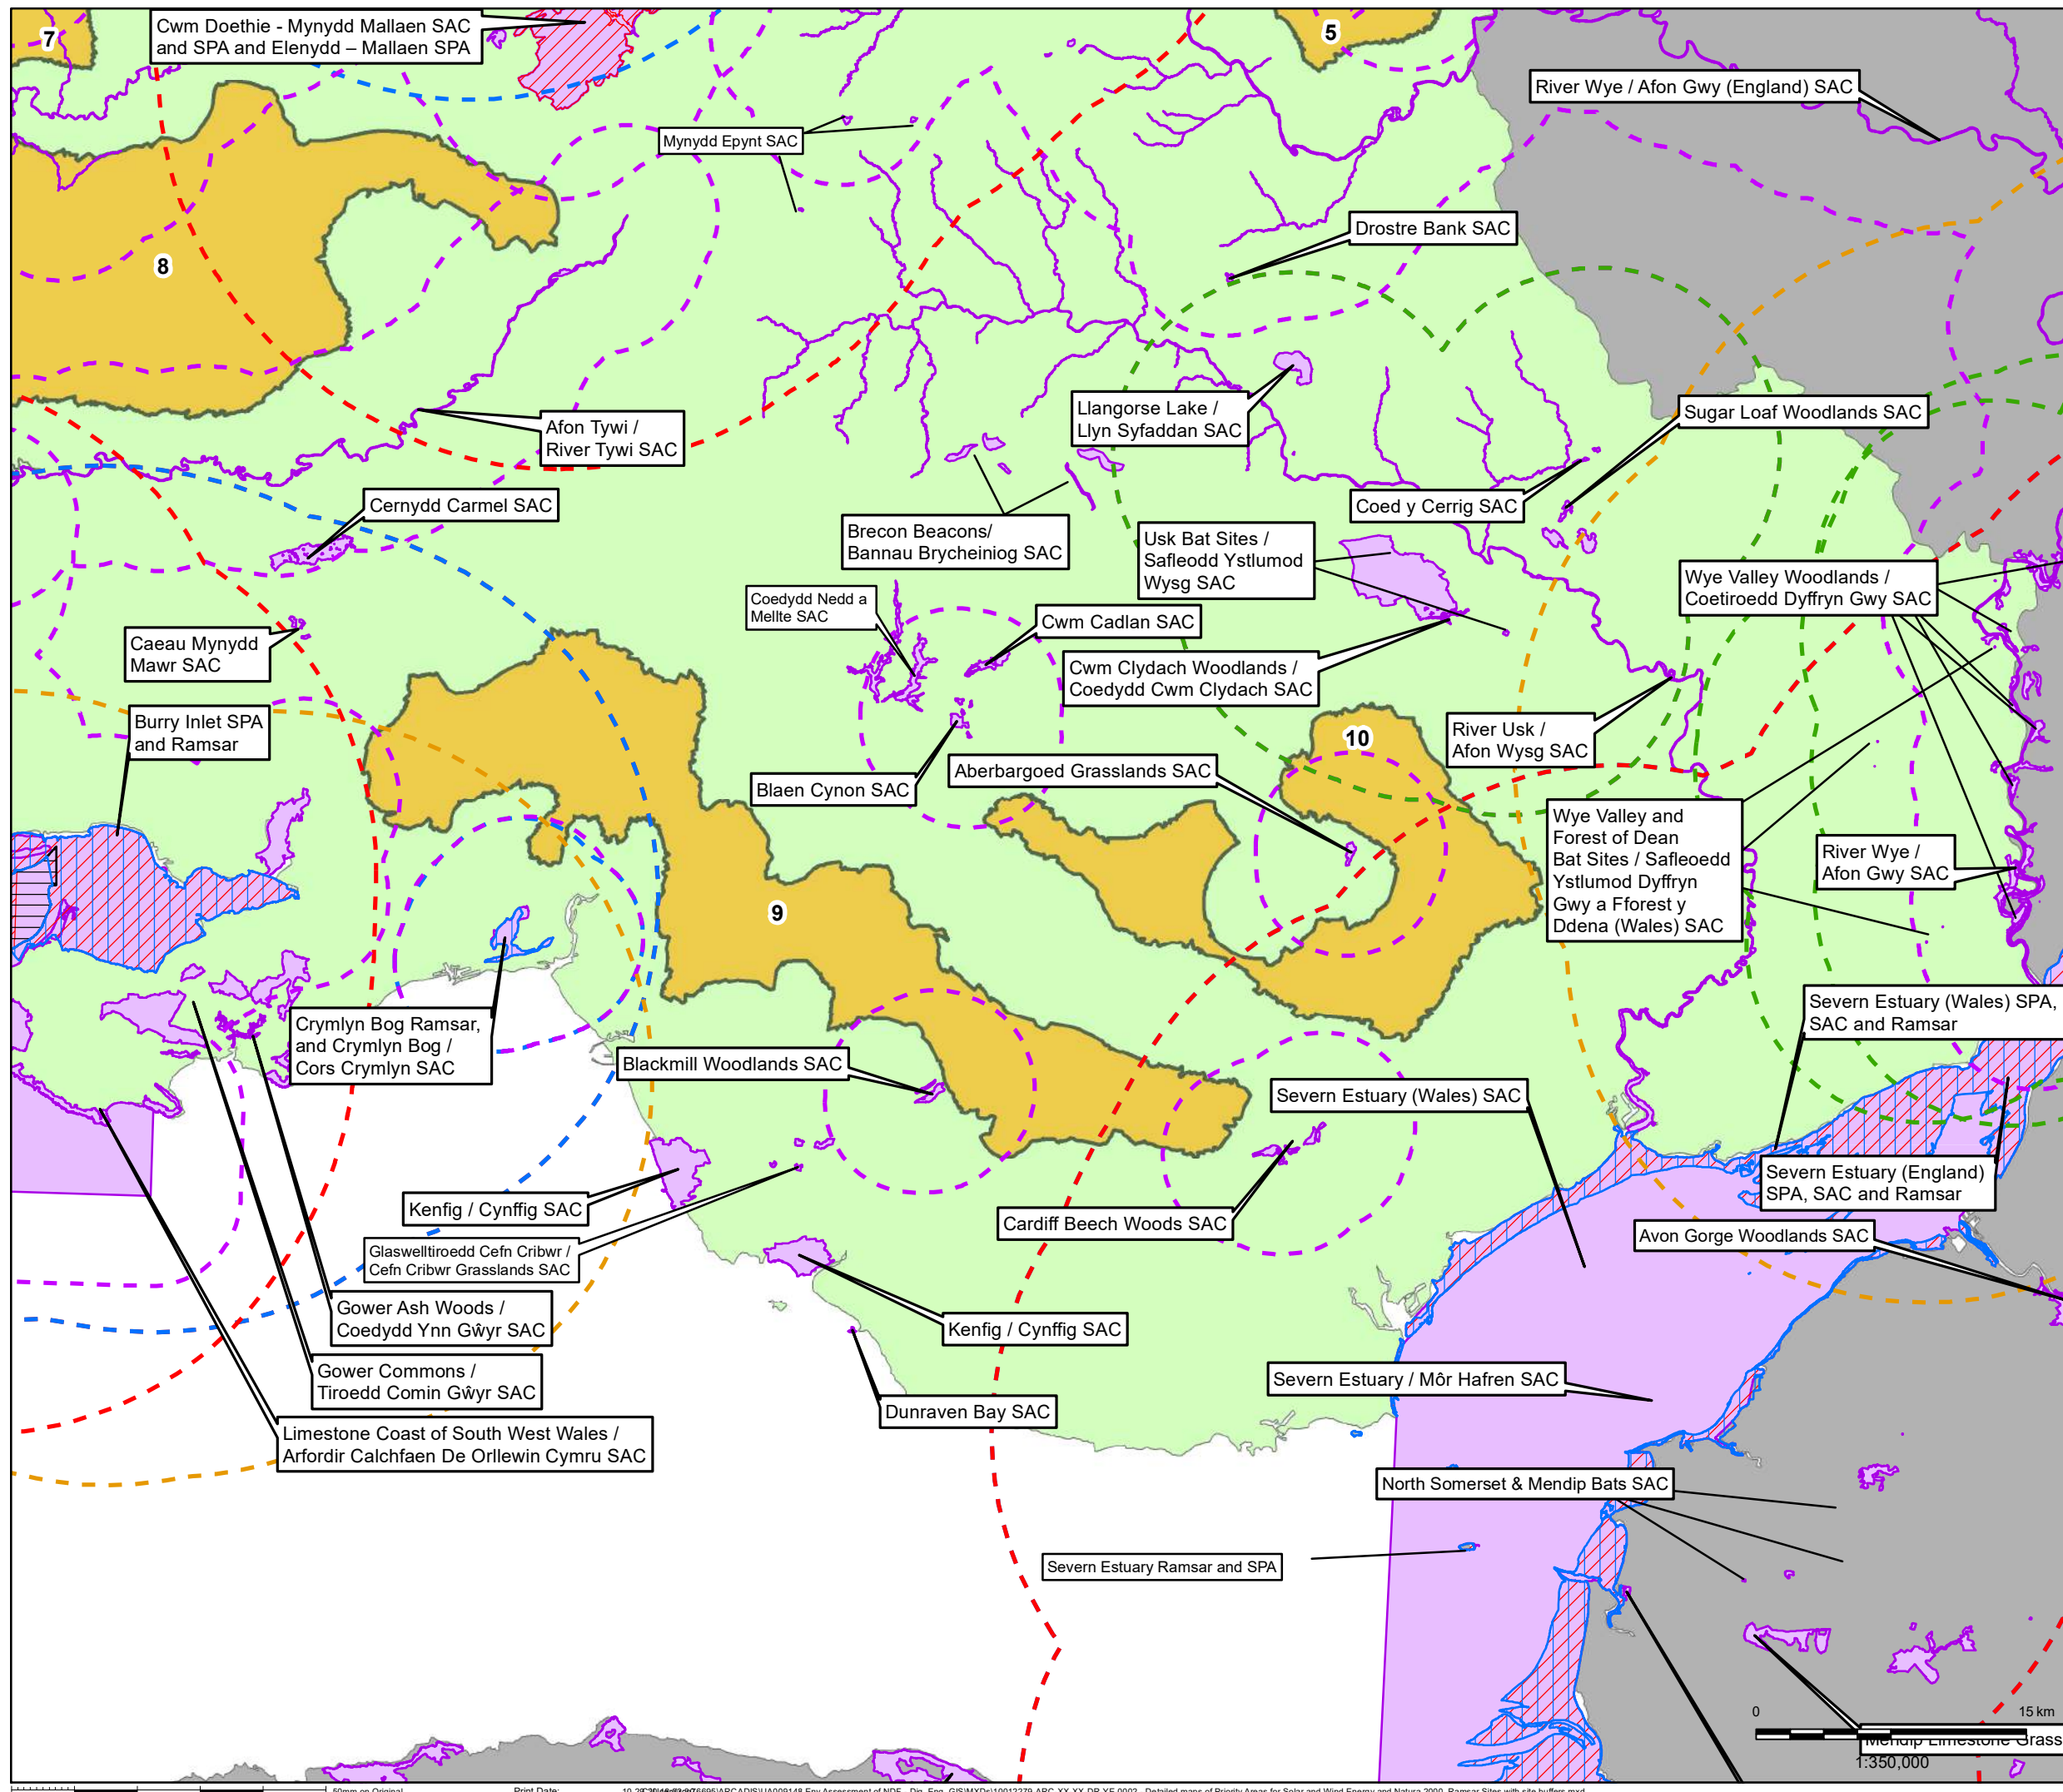 7
Cwm Doethie - Mynydd Mallaen SAC
and SPA and Elenydd – Mallaen SPA
5
River Wye / Afon Gwy (England) SAC
Mynydd Epynt SAC
Drostre Bank SAC
8
Afon Tywi /
River Tywi SAC
Llangorse Lake /
Llyn Syfaddan SAC
Sugar Loaf Woodlands SAC
Cernydd Carmel SAC
Coed y Cerrig SAC
Brecon Beacons/
Bannau Brycheiniog SAC
Usk Bat Sites /
Safleodd Ystlumod
Wysg SAC
Wye Valley Woodlands /
Coetiroedd Dyffryn Gwy SAC
Coedydd Nedd a
Mellte SAC
Cwm Cadlan SAC
Caeau Mynydd
Mawr SAC
Cwm Clydach Woodlands /
Coedydd Cwm Clydach SAC
Burry Inlet SPA
and Ramsar
River Usk /
Afon Wysg SAC
10
Aberbargoed Grasslands SAC
Blaen Cynon SAC
Wye Valley and
Forest of Dean
Bat Sites / Safleoedd
Ystlumod Dyffryn
Gwy a Fforest y
Ddena (Wales) SAC
River Wye /
Afon Gwy SAC
9
Crymlyn Bog Ramsar,
and Crymlyn Bog /
Cors Crymlyn SAC
Severn Estuary (Wales) SPA,
SAC and Ramsar
Blackmill Woodlands SAC
Severn Estuary (Wales) SAC
Severn Estuary (England)
SPA, SAC and Ramsar
Kenfig / Cynffig SAC
Cardiff Beech Woods SAC
Avon Gorge Woodlands SAC
Glaswelltiroedd Cefn Cribwr /
Cefn Cribwr Grasslands SAC
Gower Ash Woods /
Coedydd Ynn Gŵyr SAC
Kenfig / Cynffig SAC
Gower Commons /
Tiroedd Comin Gŵyr SAC
Severn Estuary / Môr Hafren SAC
Dunraven Bay SAC
Limestone Coast of South West Wales /
Arfordir Calchfaen De Orllewin Cymru SAC
North Somerset & Mendip Bats SAC
Severn Estuary Ramsar and SPA
0 15 km
Mendip Limestone Grass
1:350,000
50mm on Original
Print Date: